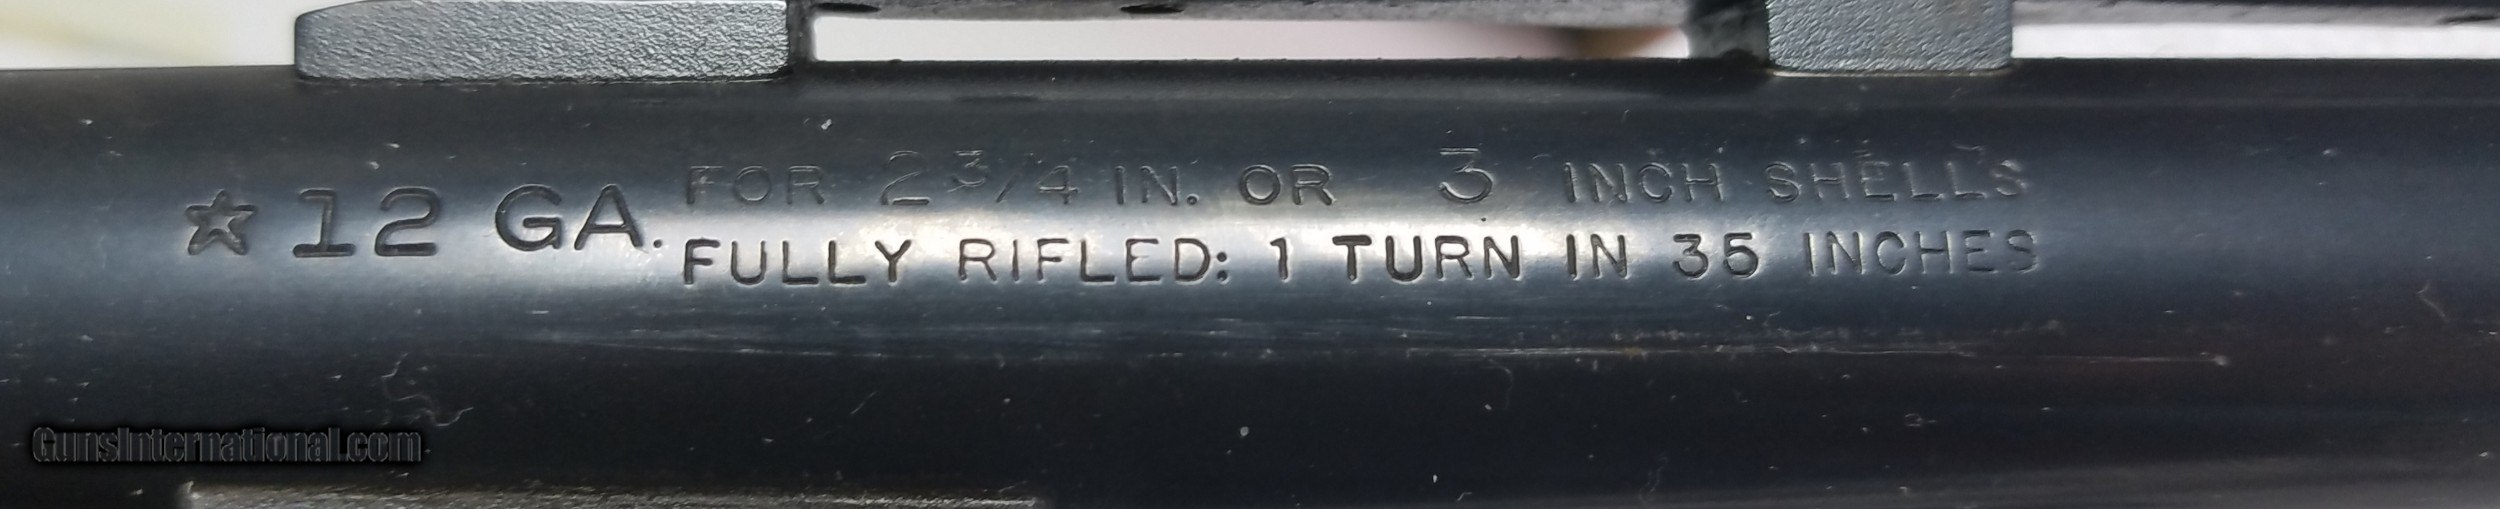 ☆ 12 GA. FOR 2 3/4 IN. OR 3 INCH SHELLS
FULLY RIFLED: 1 TURN IN 35 INCHES
GunsInternational.com